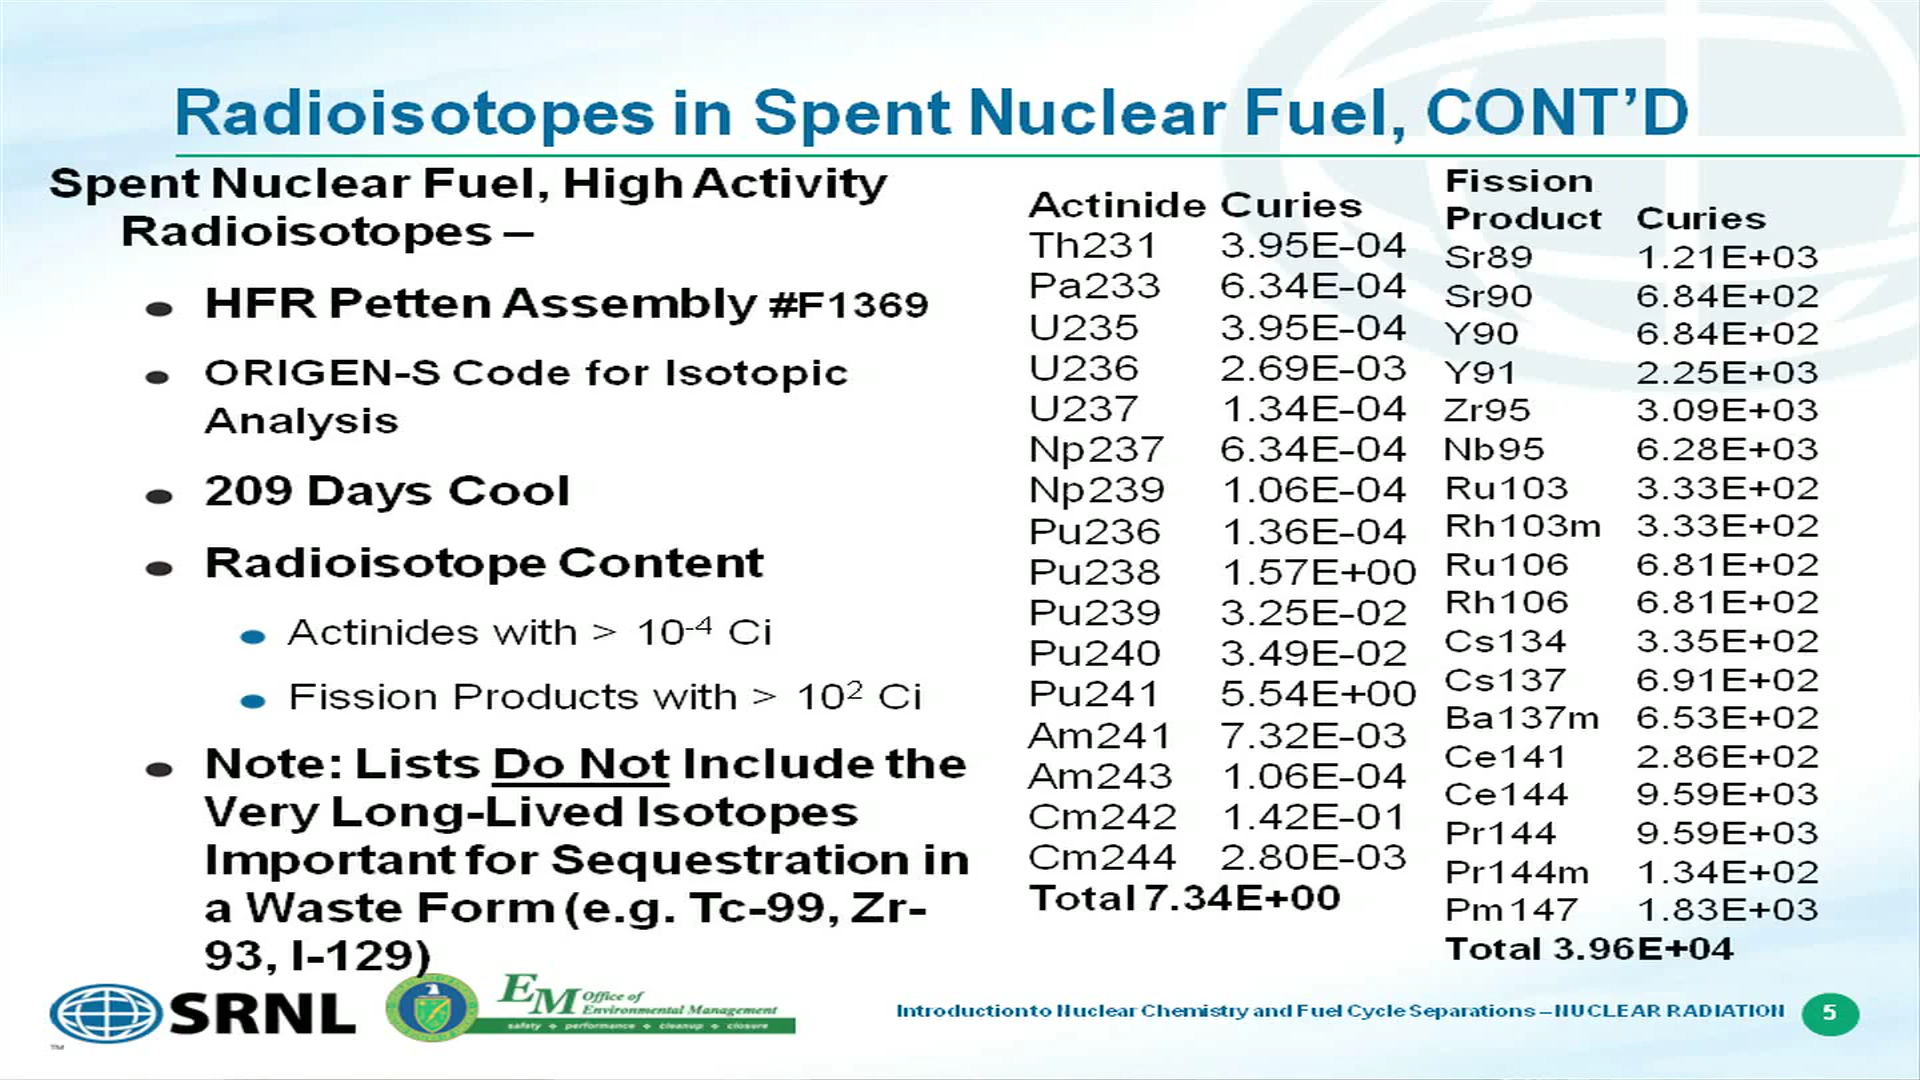 Radioisotopes in Spent Nuclear Fuel, CONT’D
Spent Nuclear Fuel, High Activity
Radioisotopes –
• HFR Petten Assembly #F1369
• ORIGEN-S Code for Isotopic
Analysis
• 209 Days Cool
• Radioisotope Content
• Actinides with > 10-4 Ci
• Fission Products with > 102 Ci
• Note: Lists Do Not Include the
Very Long-Lived Isotopes
Important for Sequestration in
a Waste Form (e.g. Tc-99, Zr-
93, I-129)
Actinide Curies
Th231 3.95E-04
Pa233 6.34E-04
U235 3.95E-04
U236 2.69E-03
U237 1.34E-04
Np237 6.34E-04
Np239 1.06E-04
Pu236 1.36E-04
Pu238 1.57E+00
Pu239 3.25E-02
Pu240 3.49E-02
Pu241 5.54E+00
Am241 7.32E-03
Am243 1.06E-04
Cm242 1.42E-01
Cm244 2.80E-03
Total 7.34E+00
Fission
Product Curies
Sr89 1.21E+03
Sr90 6.84E+02
Y90 6.84E+02
Y91 2.25E+03
Zr95 3.09E+03
Nb95 6.28E+03
Ru103 3.33E+02
Rh103m 3.33E+02
Ru106 6.81E+02
Rh106 6.81E+02
Cs134 3.35E+02
Cs137 6.91E+02
Ba137m 6.53E+02
Ce141 2.86E+02
Ce144 9.59E+03
Pr144 9.59E+03
Pr144m 1.34E+02
Pm147 1.83E+03
Total 3.96E+04
SRNL
TM
EM Office of
Environmental Management
safety ❖ performance ❖ cleanup ❖ closure
Introduction to Nuclear Chemistry and Fuel Cycle Separations – NUCLEAR RADIATION 5